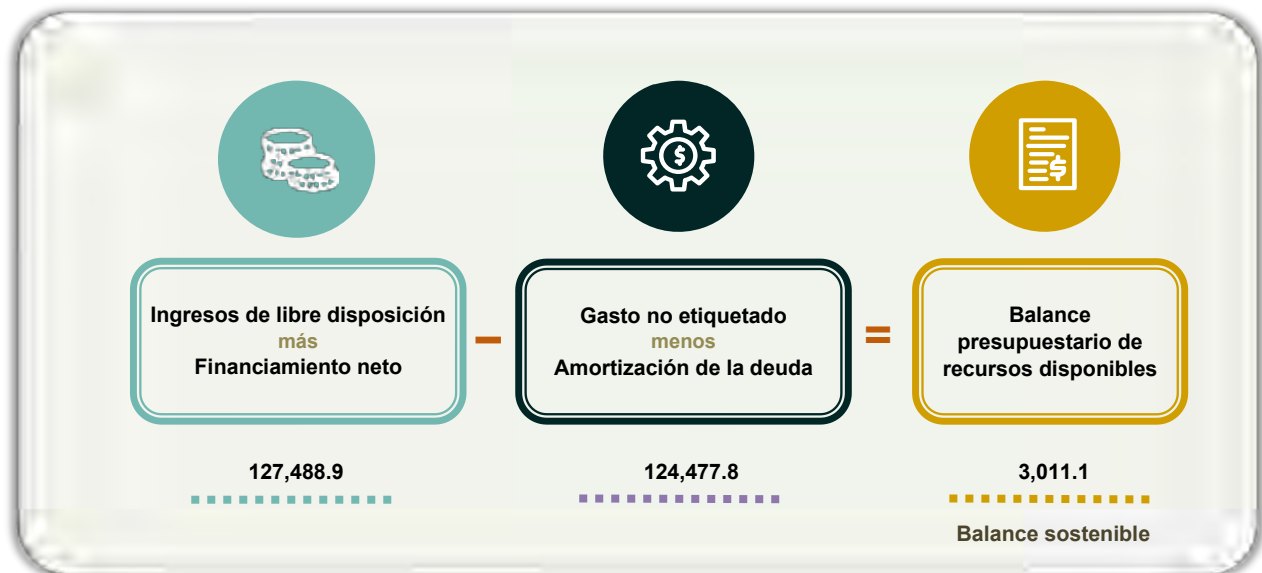 $
$
$
Ingresos de libre disposición
más
Financiamiento neto
–
Gasto no etiquetado
menos
Amortización de la deuda
=
Balance
presupuestario de
recursos disponibles
127,488.9
124,477.8
3,011.1
Balance sostenible